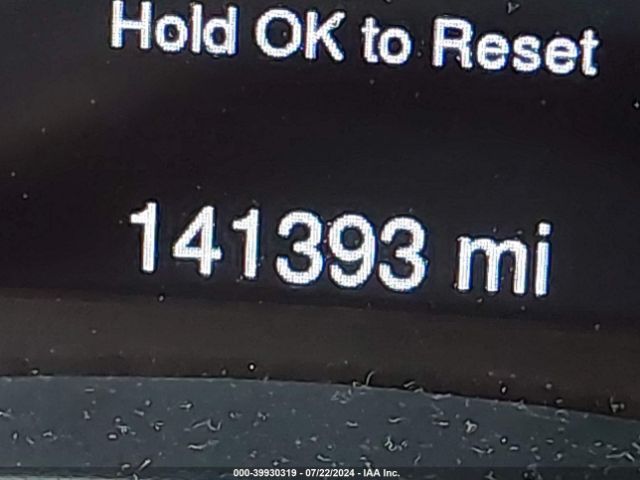 Hold OK to Reset
141393 mi
000-39930319 - 07/22/2024 - IAA Inc.